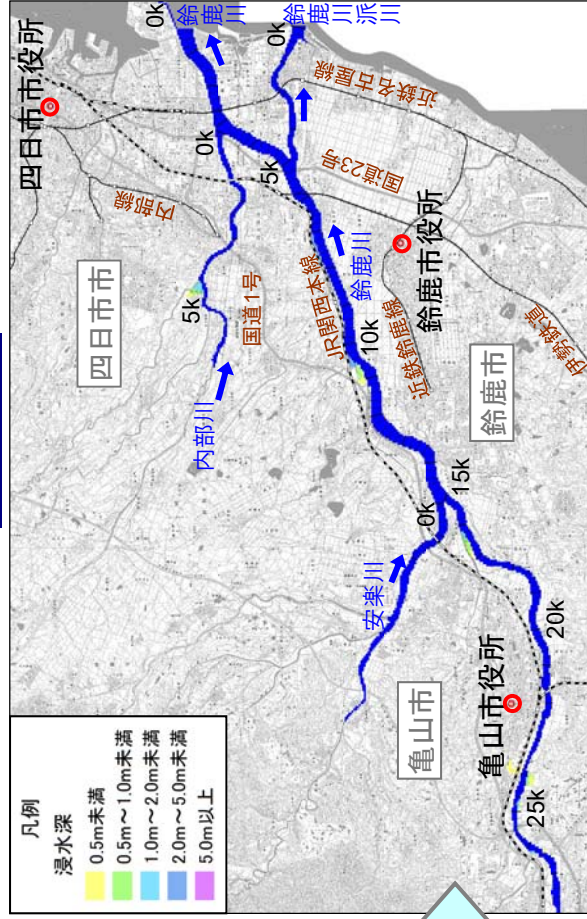 凡例
浸水深
0.5m未満
0.5m～1.0m未満
1.0m～2.0m未満
2.0m～5.0m未満
5.0m以上
四日市市役所
四日市市
内部線
内部川
5k
国道1号
0k
0k
鈴鹿川
0k
鈴鹿川派川
近鉄名古屋線
国道23号
5k
JR関西本線
鈴鹿川
鈴鹿市役所
近鉄鈴鹿線
10k
鈴鹿市
伊勢鉄道
15k
0k
安楽川
亀山市
亀山市役所
20k
25k